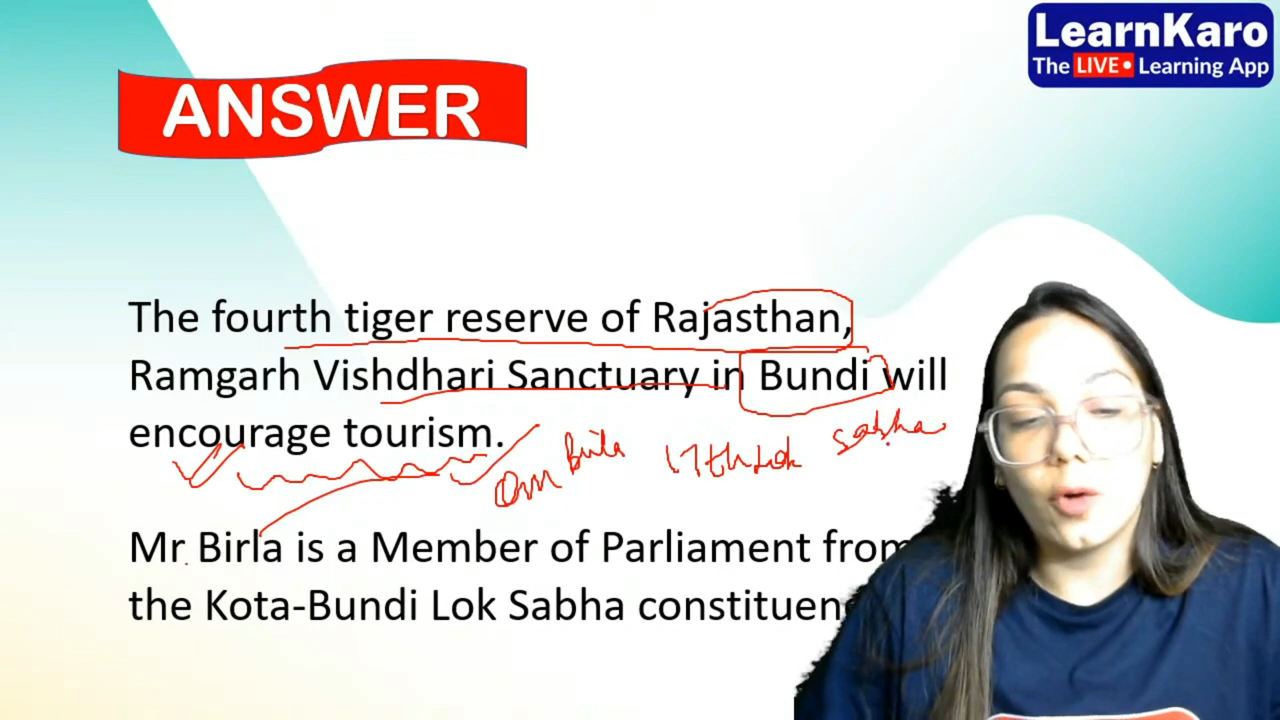 LearnKaro
The LIVE• Learning App
ANSWER
The fourth tiger reserve of Rajasthan,
Ramgarh Vishdhari Sanctuary in Bundi will
encourage tourism.
Om Birla 17th Lok Sabha
Mr Birla is a Member of Parliament from
the Kota-Bundi Lok Sabha